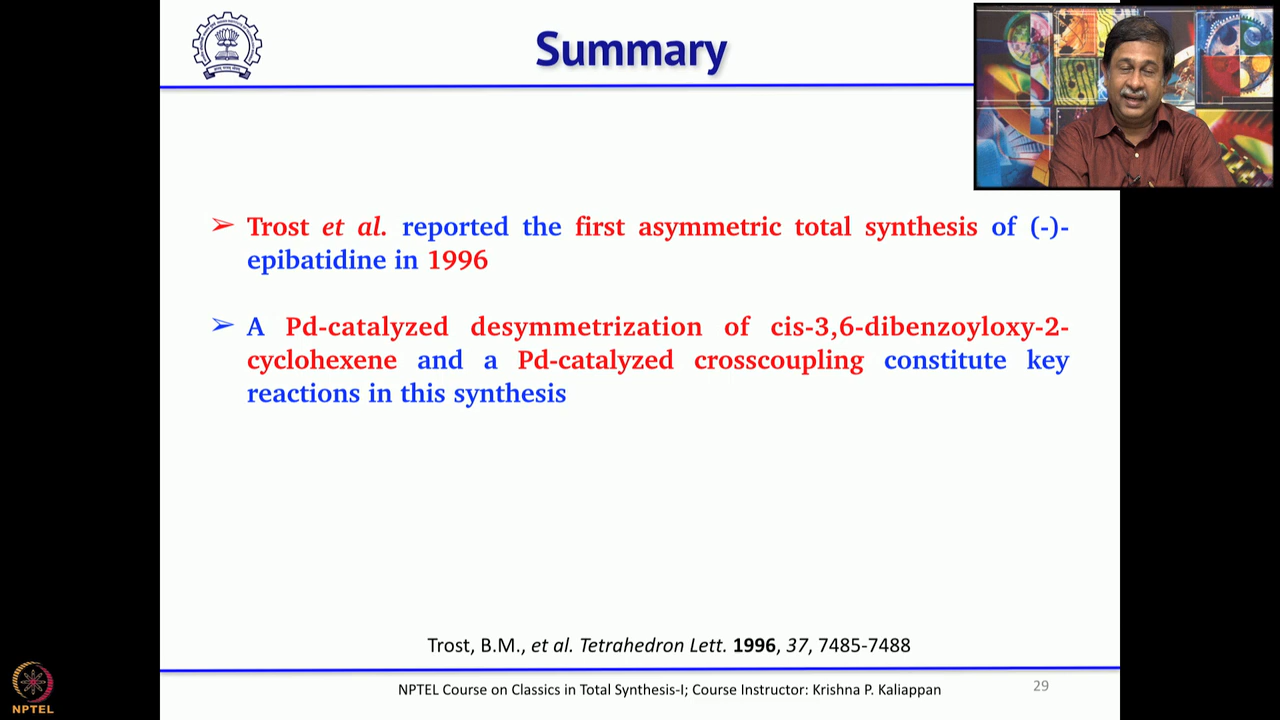 Summary
➢ Trost et al. reported the first asymmetric total synthesis of (-)-
epibatidine in 1996
➢ A Pd-catalyzed desymmetrization of cis-3,6-dibenzoyloxy-2-
cyclohexene and a Pd-catalyzed crosscoupling constitute key
reactions in this synthesis
Trost, B.M., et al. Tetrahedron Lett. 1996, 37, 7485-7488
NPTEL Course on Classics in Total Synthesis-I; Course Instructor: Krishna P. Kaliappan
29
NPTEL